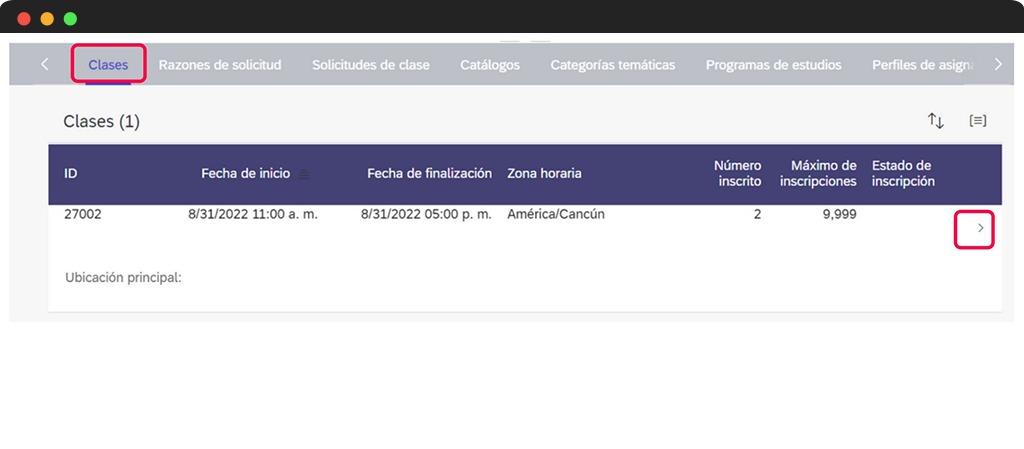 Clases Razones de solicitud Solicitudes de clase Catálogos Categorías temáticas Programas de estudios Perfiles de
Clases (1)
ID Fecha de inicio Fecha de finalización Zona horaria Número inscrito Máximo de inscripciones Estado de inscripción
27002 8/31/2022 11:00 a. m. 8/31/2022 05:00 p. m. América/Cancún 2 9,999
Ubicación principal: